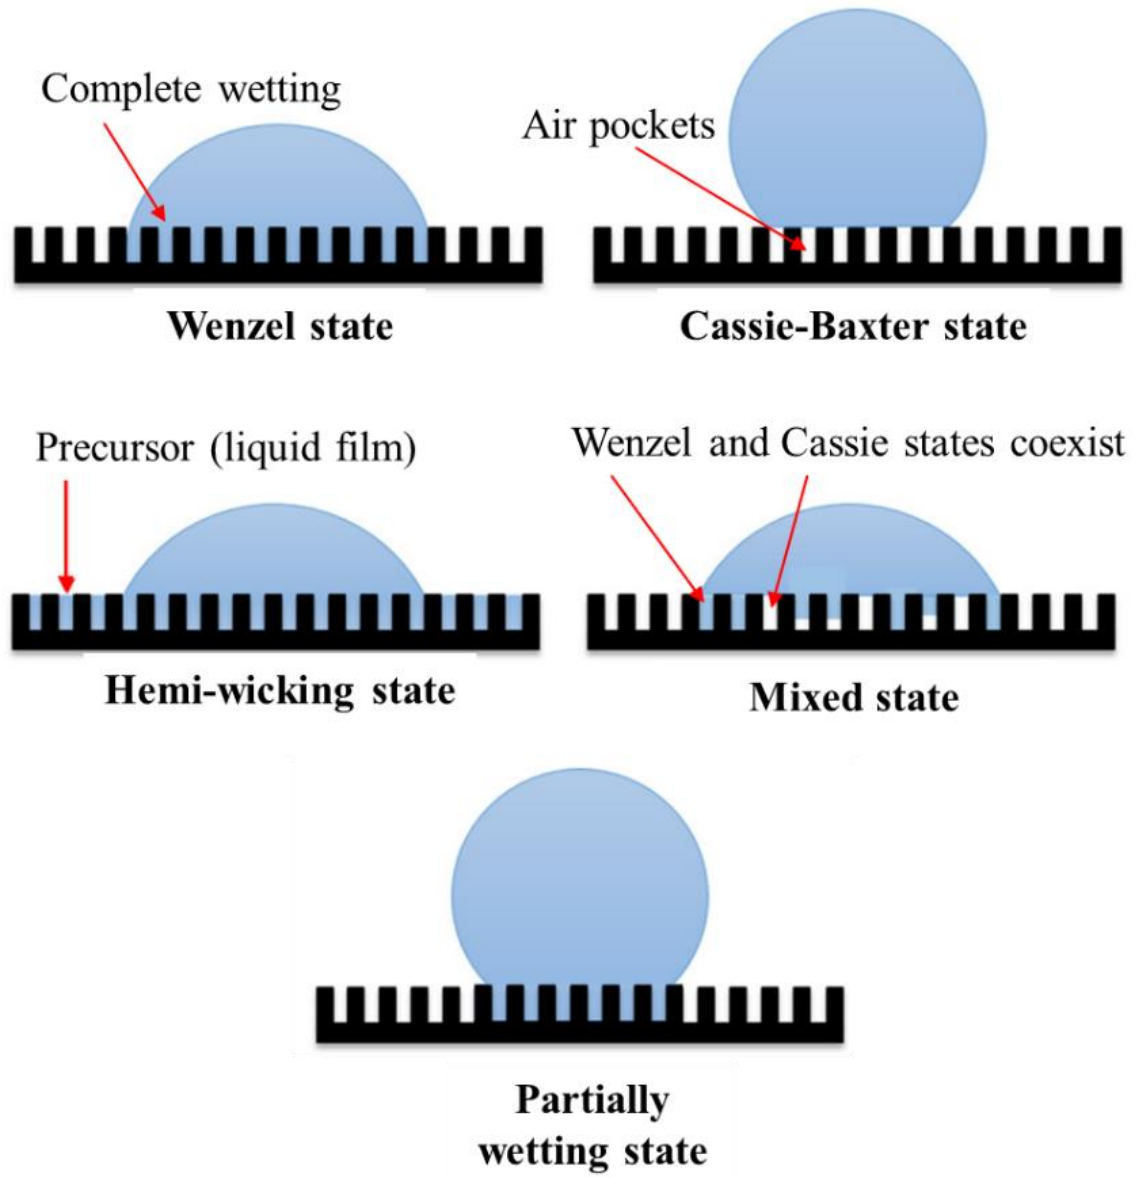 Complete wetting
Air pockets
Wenzel state
Cassie-Baxter state
Precursor (liquid film)
Wenzel and Cassie states coexist
Hemi-wicking state
Mixed state
Partially
wetting state